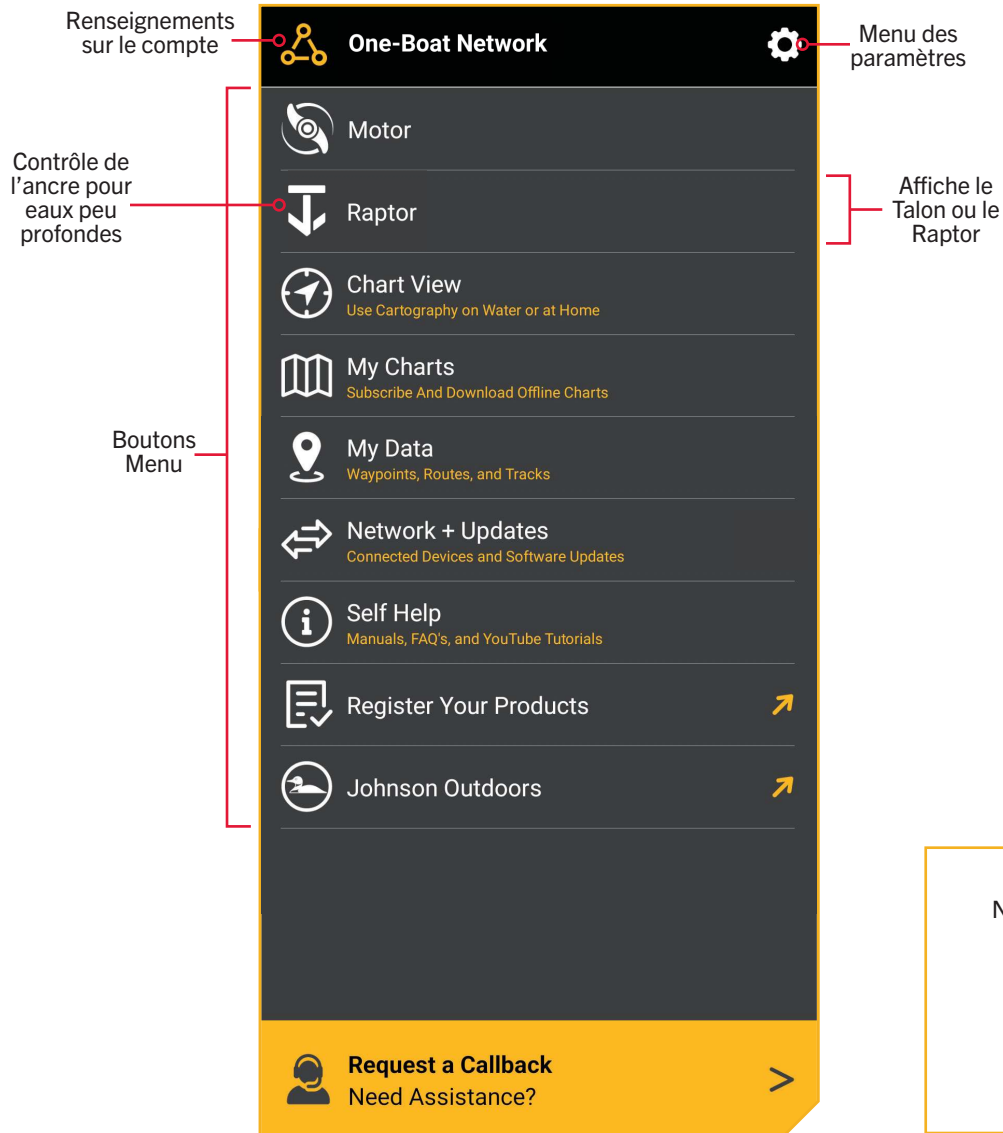 Renseignements
sur le compte
One-Boat Network
Menu des
paramètres
Motor
Contrôle de
l’ancre pour
eaux peu
profondes
Raptor
Affiche le
Talon ou le
Raptor
Chart View
Use Cartography on Water or at Home
My Charts
Subscribe And Download Offline Charts
Boutons
Menu
My Data
Waypoints, Routes, and Tracks
Network + Updates
Connected Devices and Software Updates
Self Help
Manuals, FAQ's, and YouTube Tutorials
Register Your Products
Johnson Outdoors
N
Request a Callback
Need Assistance?
>